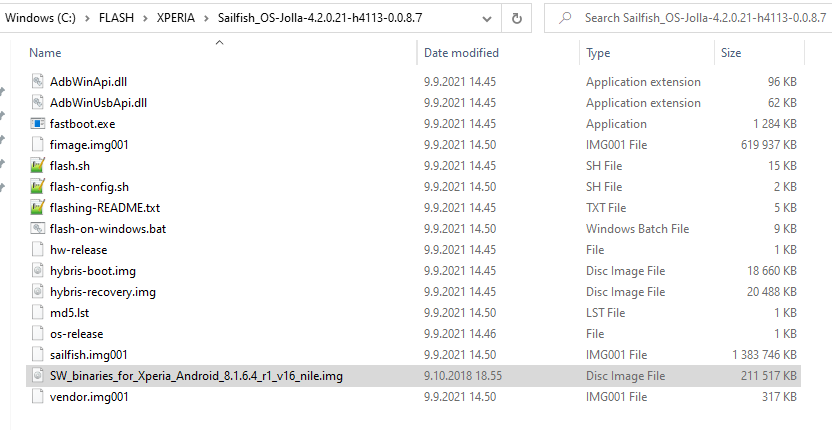 Windows (C:) > FLASH > XPERIA > Sailfish_OS-Jolla-4.2.0.21-h4113-0.0.8.7 Search Sailfish_OS-Jolla-4.2.0.21-h4113-0.0.8.7
Name Date modified Type Size
AdbWinApi.dll 9.9.2021 14.45 Application extension 96 KB
AdbWinUsbApi.dll 9.9.2021 14.45 Application extension 62 KB
fastboot.exe 9.9.2021 14.45 Application 1 284 KB
fimage.img001 9.9.2021 14.50 IMG001 File 619 937 KB
flash.sh 9.9.2021 14.45 SH File 15 KB
flash-config.sh 9.9.2021 14.50 SH File 2 KB
flashing-README.txt 9.9.2021 14.45 TXT File 5 KB
flash-on-windows.bat 9.9.2021 14.50 Windows Batch File 9 KB
hw-release 9.9.2021 14.45 File 1 KB
hybris-boot.img 9.9.2021 14.45 Disc Image File 18 660 KB
hybris-recovery.img 9.9.2021 14.45 Disc Image File 20 488 KB
md5.lst 9.9.2021 14.50 LST File 1 KB
os-release 9.9.2021 14.46 File 1 KB
sailfish.img001 9.9.2021 14.50 IMG001 File 1 383 746 KB
SW_binaries_for_Xperia_Android_8.1.6.4_r1_v16_nile.img 9.10.2018 18.55 Disc Image File 211 517 KB
vendor.img001 9.9.2021 14.50 IMG001 File 317 KB